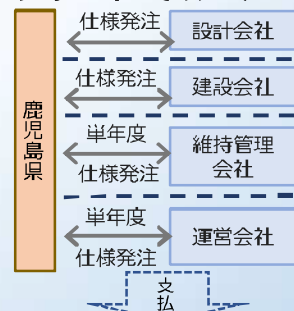 鹿児島県
仕様発注
設計会社
仕様発注
建設会社
単年度
仕様発注
維持管理
会社
単年度
仕様発注
運営会社
支払